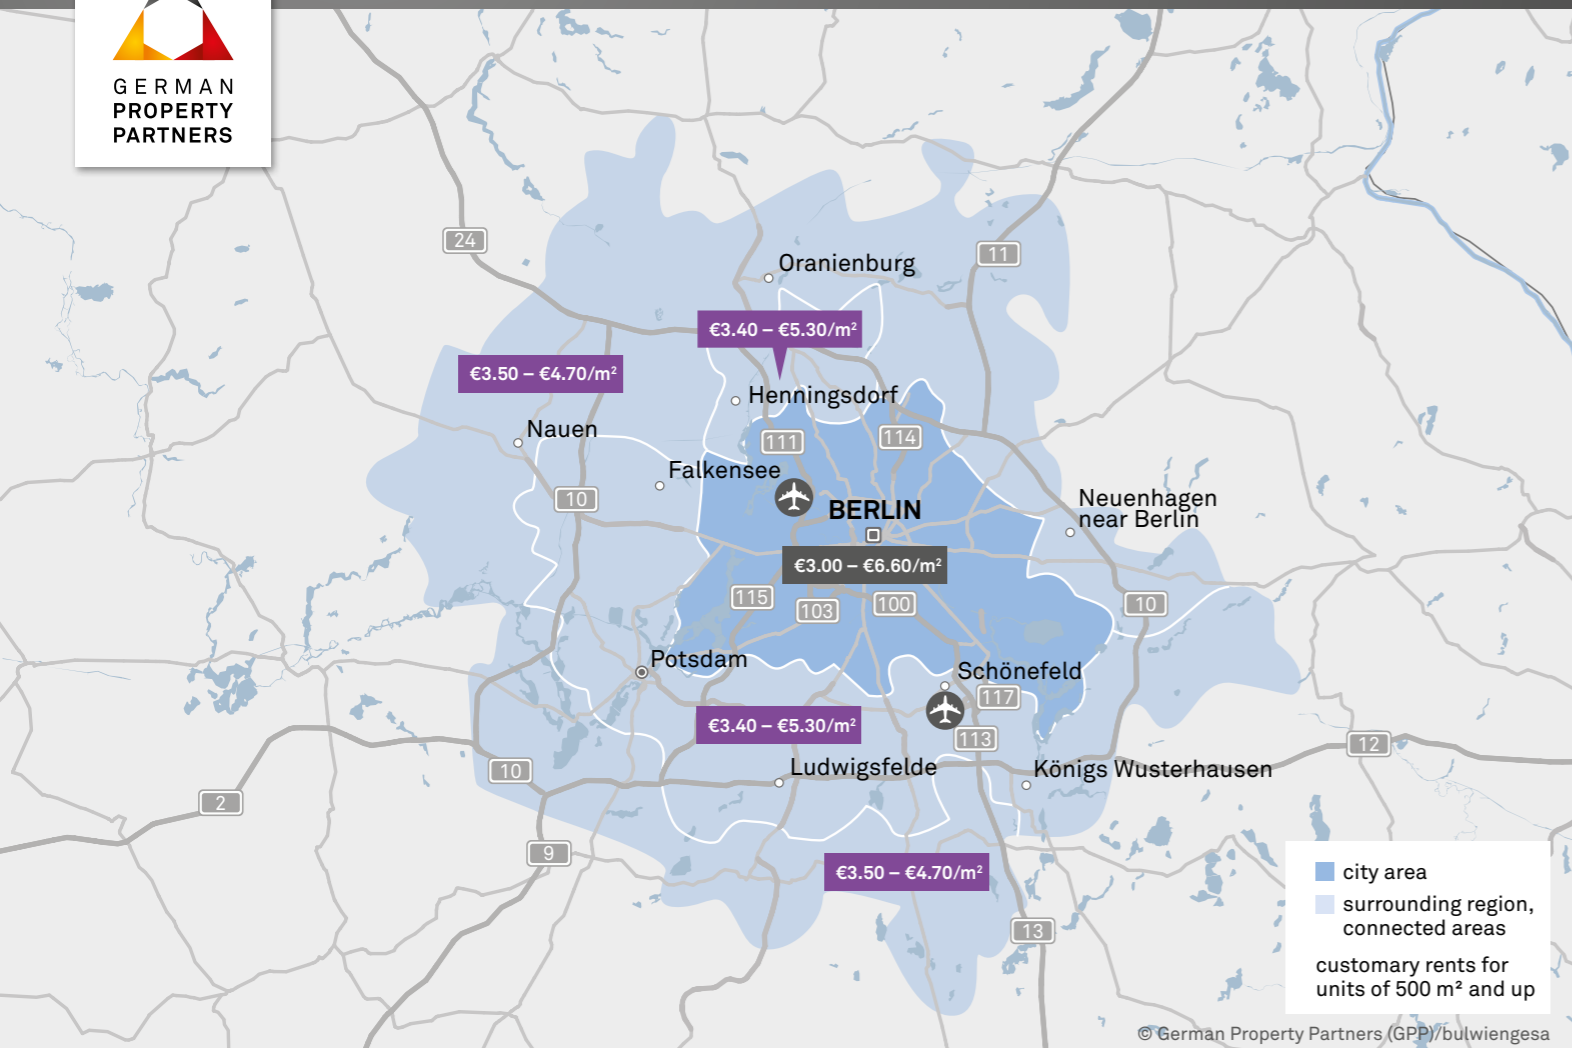 GERMAN
PROPERTY
PARTNERS
24
11
Oranienburg
€3.40 – €5.30/m²
€3.50 – €4.70/m²
Henningsdorf
Nauen
111
114
Falkensee
10
BERLIN
Neuenhagen
near Berlin
€3.00 – €6.60/m²
115
103
100
10
Potsdam
Schönefeld
117
€3.40 – €5.30/m²
113
12
10
Ludwigsfelde
Königs Wusterhausen
2
9
€3.50 – €4.70/m²
13
city area
surrounding region,
connected areas
customary rents for
units of 500 m² and up
© German Property Partners (GPP)/bulwiengesa